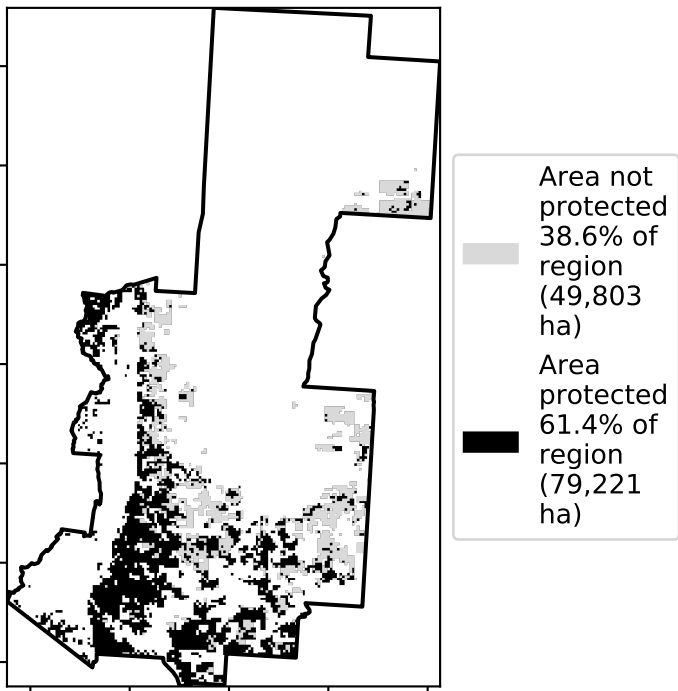 Area not
protected
38.6% of
region
(49,803
ha)
Area
protected
61.4% of
region
(79,221
ha)